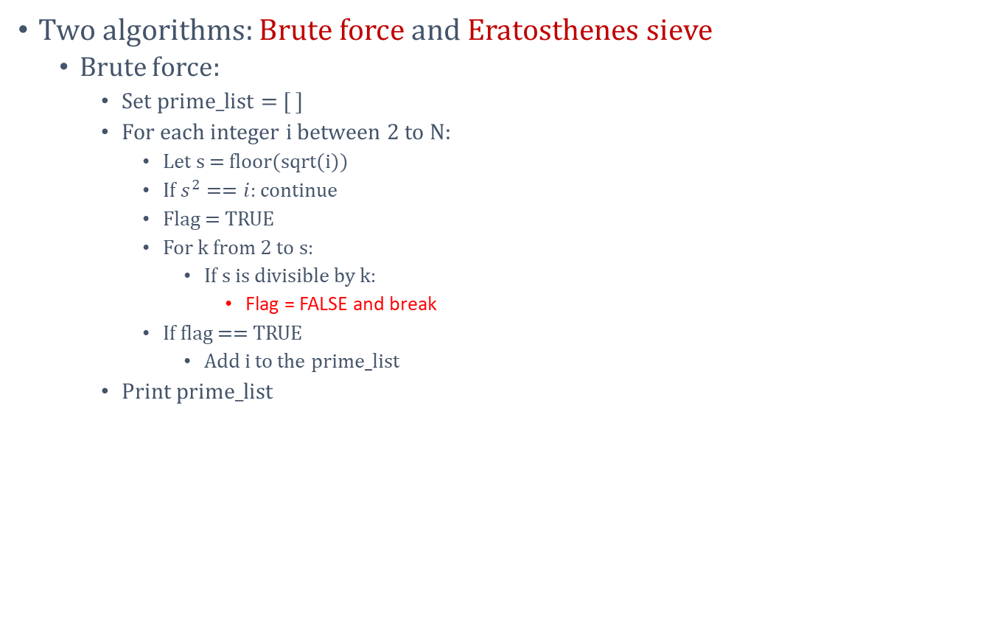 • Two algorithms: Brute force and Eratosthenes sieve
• Brute force:
• Set prime_list = [ ]
• For each integer i between 2 to N:
• Let s = floor(sqrt(i))
• If s² == i: continue
• Flag = TRUE
• For k from 2 to s:
• If s is divisible by k:
• Flag = FALSE and break
• If flag == TRUE
• Add i to the prime_list
• Print prime_list